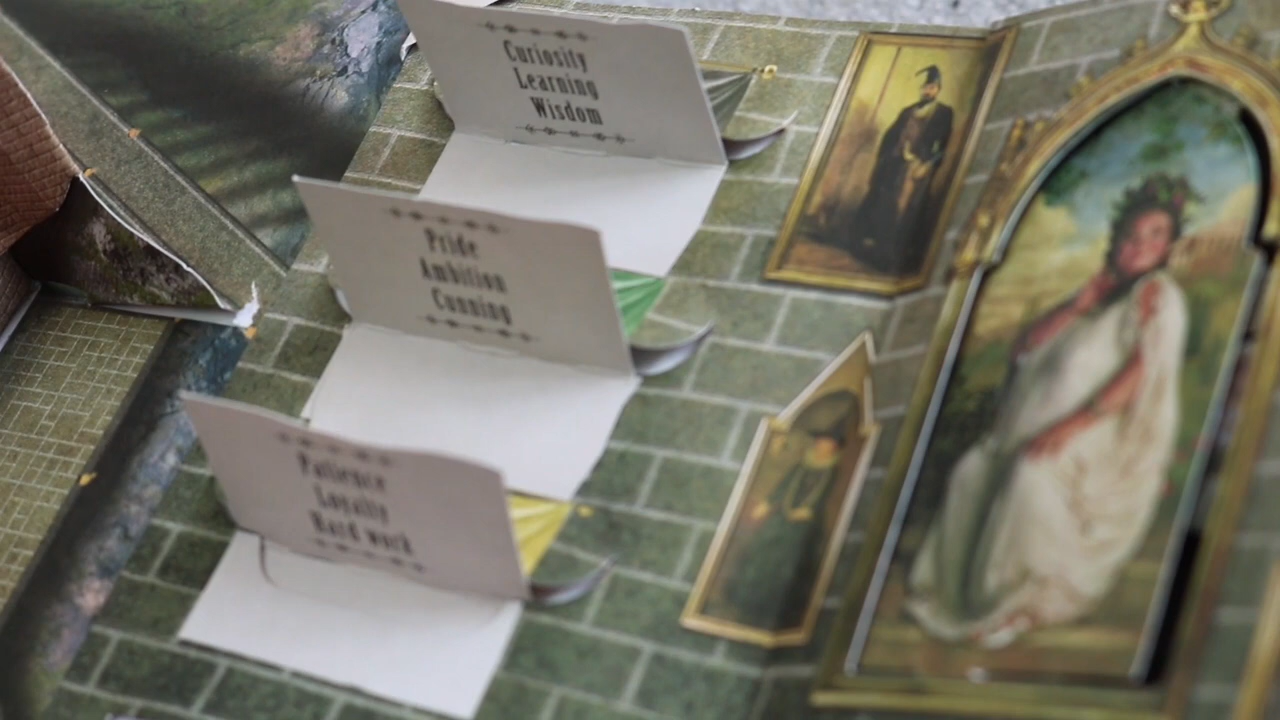 Curiosity
Learning
Wisdom
Pride
Ambition
Cunning
Patience
Loyalty
Hard work